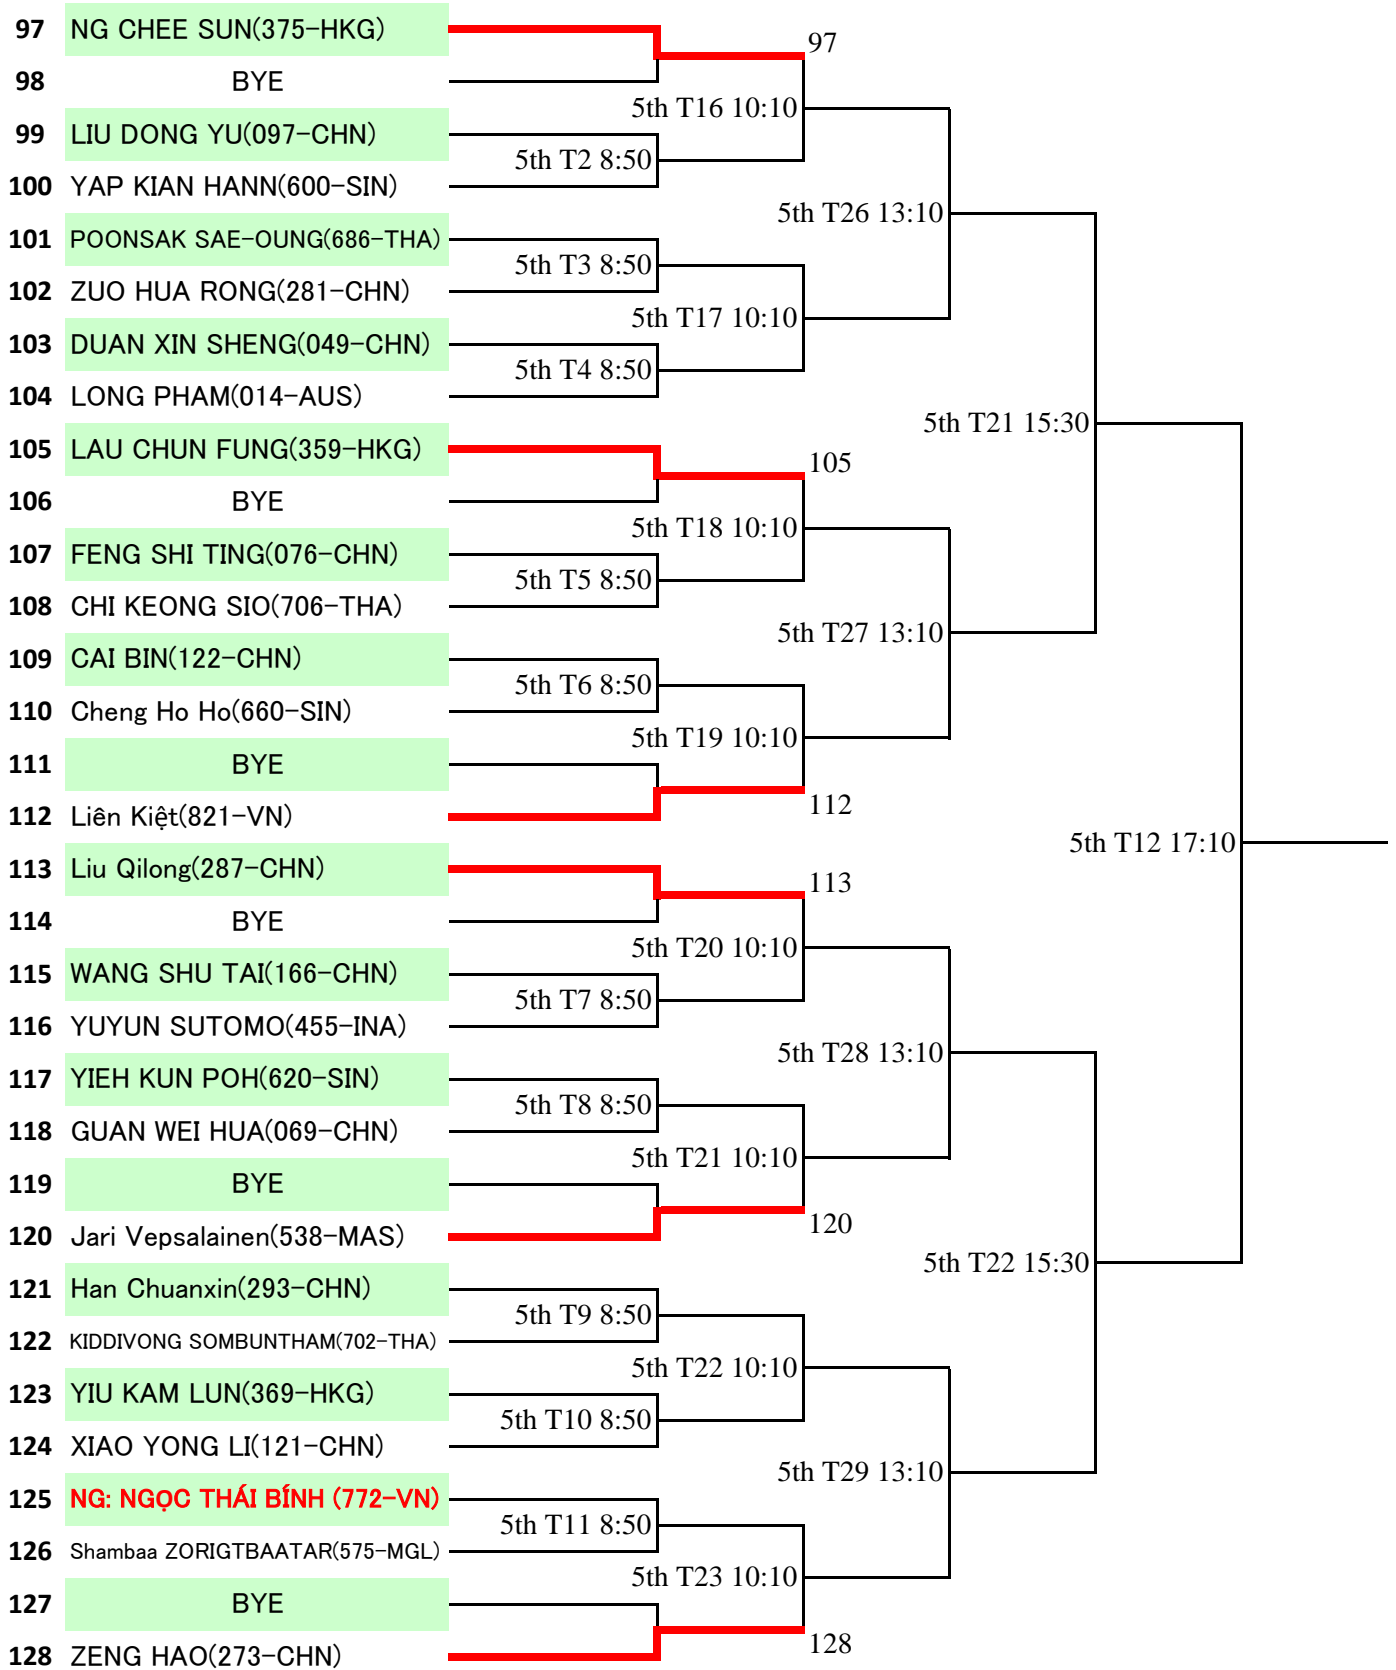 97 NG CHEE SUN(375-HKG)
97
98 BYE
5th T16 10:10
99 LIU DONG YU(097-CHN)
5th T2 8:50
100 YAP KIAN HANN(600-SIN)
5th T26 13:10
101 POONSAK SAE-OUNG(686-THA)
5th T3 8:50
102 ZUO HUA RONG(281-CHN)
5th T17 10:10
103 DUAN XIN SHENG(049-CHN)
5th T4 8:50
104 LONG PHAM(014-AUS)
5th T21 15:30
105 LAU CHUN FUNG(359-HKG)
105
106 BYE
5th T18 10:10
107 FENG SHI TING(076-CHN)
5th T5 8:50
108 CHI KEONG SIO(706-THA)
5th T27 13:10
109 CAI BIN(122-CHN)
5th T6 8:50
110 Cheng Ho Ho(660-SIN)
5th T19 10:10
111 BYE
112
112 Liên Kiệt(821-VN)
5th T12 17:10
113 Liu Qilong(287-CHN)
113
114 BYE
5th T20 10:10
115 WANG SHU TAI(166-CHN)
5th T7 8:50
116 YUYUN SUTOMO(455-INA)
5th T28 13:10
117 YIEH KUN POH(620-SIN)
5th T8 8:50
118 GUAN WEI HUA(069-CHN)
5th T21 10:10
119 BYE
120
120 Jari Vepsalainen(538-MAS)
5th T22 15:30
121 Han Chuanxin(293-CHN)
5th T9 8:50
122 KIDDIVONG SOMBUNTHAM(702-THA)
5th T22 10:10
123 YIU KAM LUN(369-HKG)
5th T10 8:50
124 XIAO YONG LI(121-CHN)
5th T29 13:10
125 NG: NGỌC THÁI BÍNH (772-VN)
5th T11 8:50
126 Shambaa ZORIGTBAATAR(575-MGL)
5th T23 10:10
127 BYE
128
128 ZENG HAO(273-CHN)